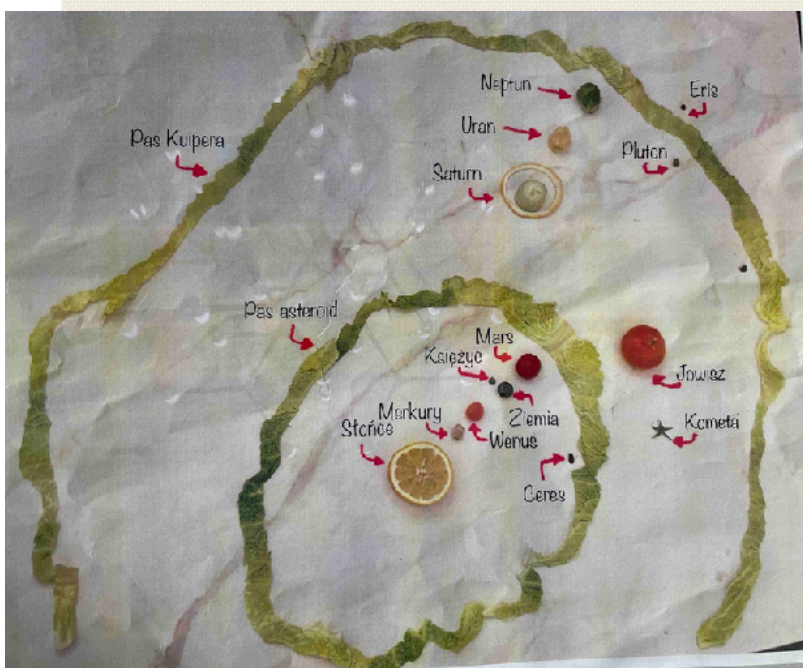 Neptun
Eris
Uran
Pas Kuipera
Pluton
Saturn
Pas asteroid
Mars
Księżyc
Jowisz
Merkury
Ziemia
Słońce
Wenus
Kometa
Ceres